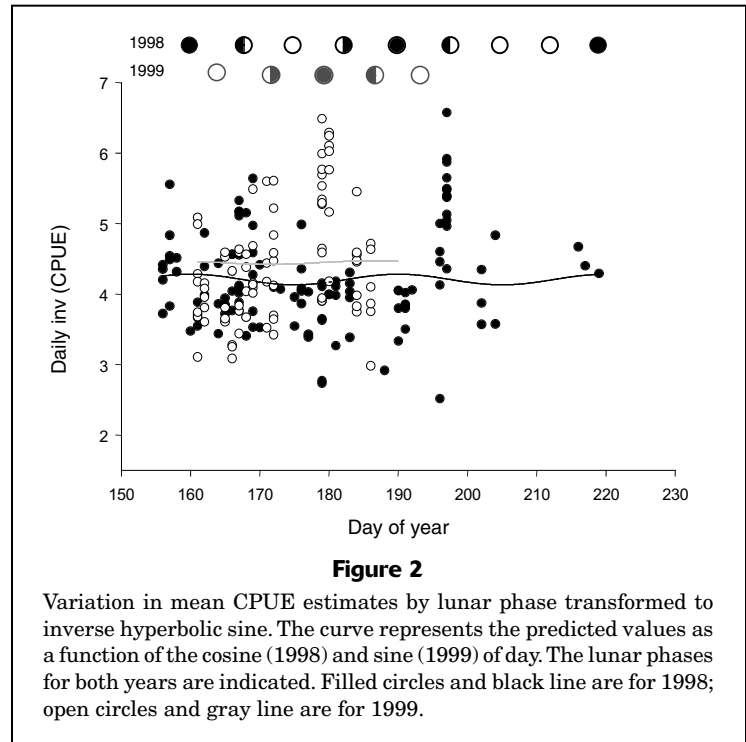 1998
1999
7
6
5
4
3
2
Daily inv (CPUE)
150 160 170 180 190 200 210 220 230
Day of year
Figure 2
Variation in mean CPUE estimates by lunar phase transformed to
inverse hyperbolic sine. The curve represents the predicted values as
a function of the cosine (1998) and sine (1999) of day. The lunar phases
for both years are indicated. Filled circles and black line are for 1998;
open circles and gray line are for 1999.